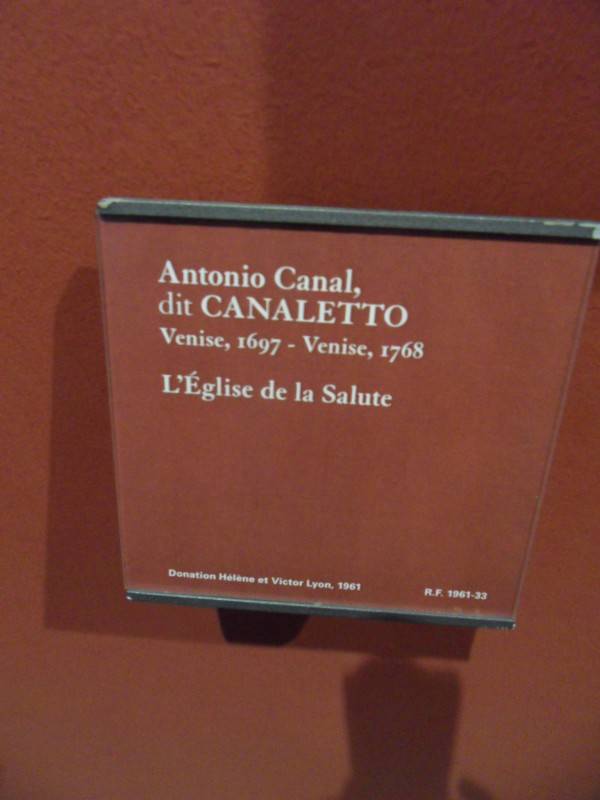 Antonio Canal,
dit CANALETTO
Venise, 1697 - Venise, 1768
L'Église de la Salute
Donation Hélène et Victor Lyon, 1961
R.F. 1961-33